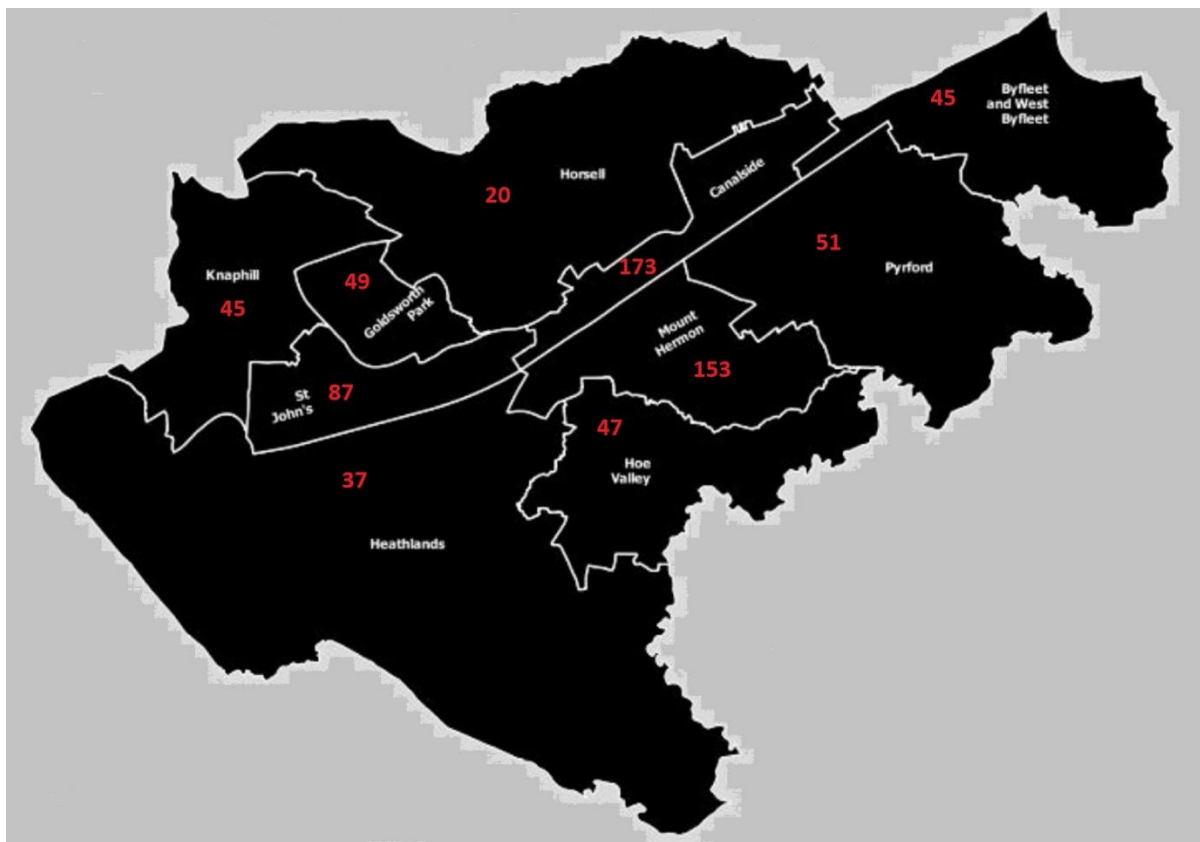 Byfleet
and West
Byfleet
45
Horsell
20
Canalside
173
51
Pyrford
Knaphill
45
49
Goldsworth
Park
Mount
Hermon
153
St
John's
87
47
Hoe
Valley
37
Heathlands